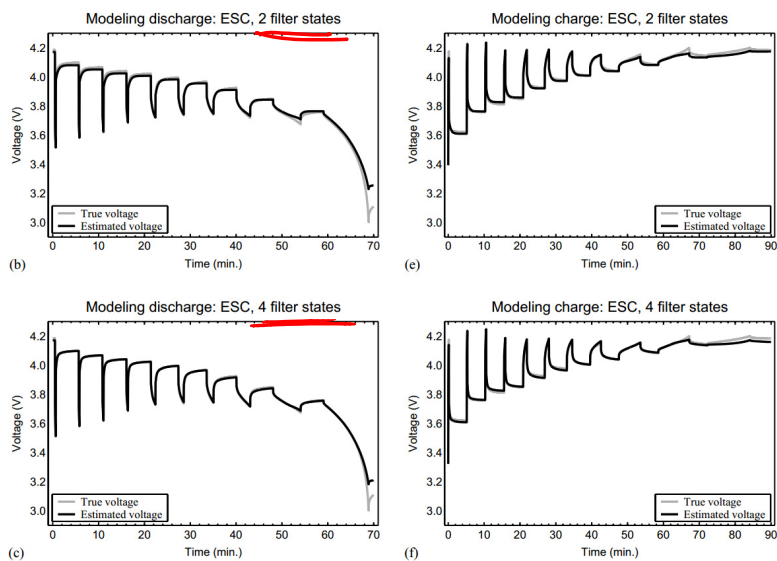 Modeling discharge: ESC, 2 filter states
4.2
4.0
3.8
3.6
3.4
3.2
3.0
Voltage (V)
True voltage
Estimated voltage
0 10 20 30 40 50 60 70
Time (min.)
(b)
Modeling charge: ESC, 2 filter states
4.2
4.0
3.8
3.6
3.4
3.2
3.0
Voltage (V)
True voltage
Estimated voltage
0 10 20 30 40 50 60 70 80 90
Time (min.)
(e)
Modeling discharge: ESC, 4 filter states
4.2
4.0
3.8
3.6
3.4
3.2
3.0
Voltage (V)
True voltage
Estimated voltage
0 10 20 30 40 50 60 70
Time (min.)
(c)
Modeling charge: ESC, 4 filter states
4.2
4.0
3.8
3.6
3.4
3.2
3.0
Voltage (V)
True voltage
Estimated voltage
0 10 20 30 40 50 60 70 80 90
Time (min.)
(f)